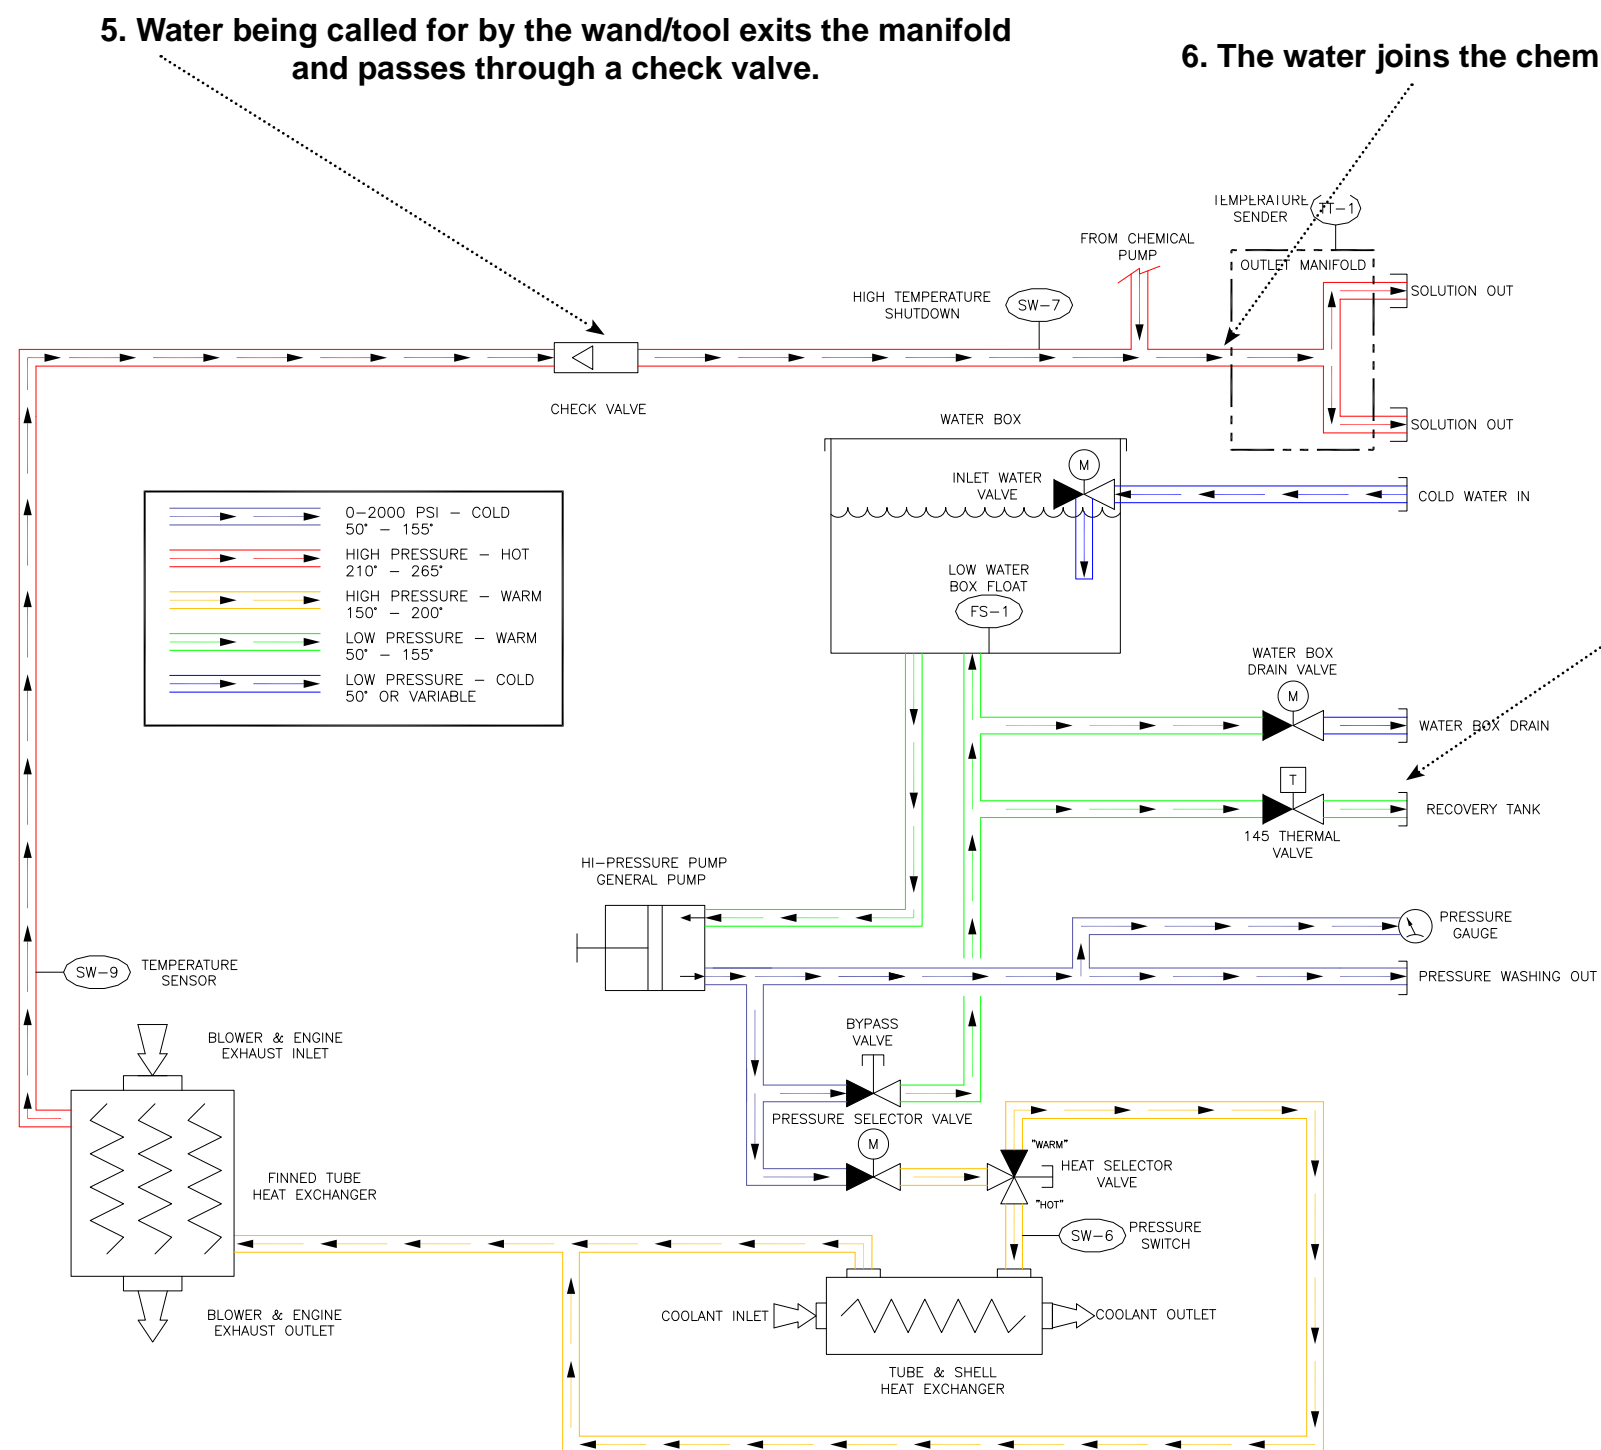 5. Water being called for by the wand/tool exits the manifold
and passes through a check valve.
6. The water joins the chem
TEMPERATURE
SENDER
TT-1
FROM CHEMICAL
PUMP
OUTLET MANIFOLD
HIGH TEMPERATURE
SHUTDOWN
SW-7
SOLUTION OUT
CHECK VALVE
WATER BOX
SOLUTION OUT
INLET WATER
VALVE
M
COLD WATER IN
0-2000 PSI - COLD
50° - 155°
HIGH PRESSURE - HOT
210° - 265°
HIGH PRESSURE - WARM
150° - 200°
LOW PRESSURE - WARM
50° - 155°
LOW PRESSURE - COLD
50° OR VARIABLE
LOW WATER
BOX FLOAT
FS-1
WATER BOX
DRAIN VALVE
M
WATER BOX DRAIN
T
RECOVERY TANK
145 THERMAL
VALVE
HI-PRESSURE PUMP
GENERAL PUMP
PRESSURE
GAUGE
SW-9
TEMPERATURE
SENSOR
PRESSURE WASHING OUT
BLOWER & ENGINE
EXHAUST INLET
BYPASS
VALVE
PRESSURE SELECTOR VALVE
M
"WARM"
HEAT SELECTOR
VALVE
"HOT"
FINNED TUBE
HEAT EXCHANGER
SW-6
PRESSURE
SWITCH
BLOWER & ENGINE
EXHAUST OUTLET
COOLANT INLET
COOLANT OUTLET
TUBE & SHELL
HEAT EXCHANGER